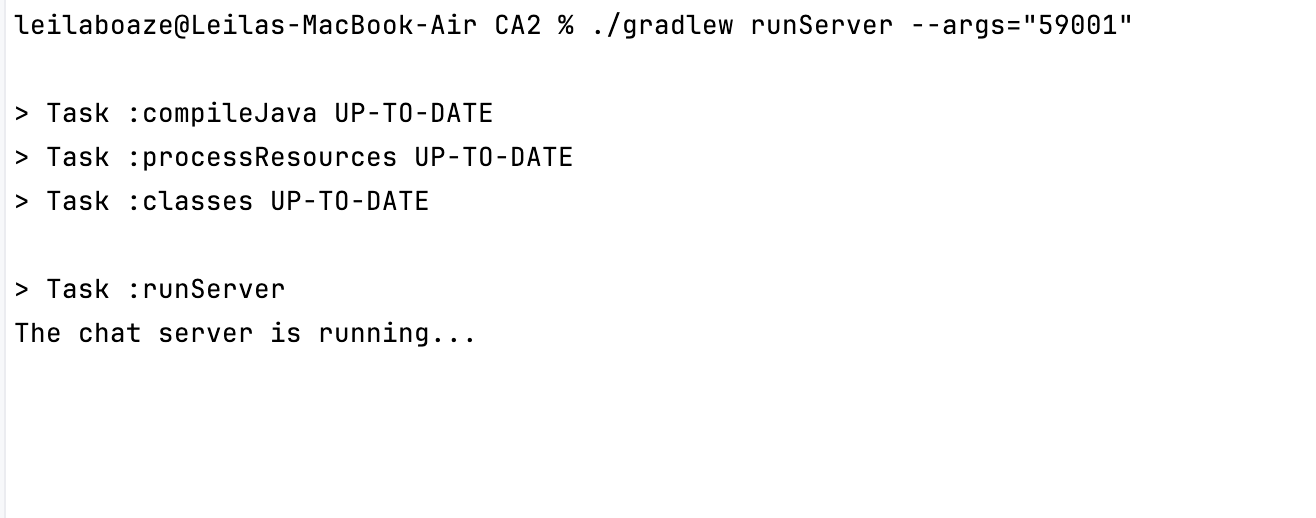 leilaboaze@Leilas-MacBook-Air CA2 % ./gradlew runServer --args="59001"
> Task :compileJava UP-TO-DATE
> Task :processResources UP-TO-DATE
> Task :classes UP-TO-DATE
> Task :runServer
The chat server is running...